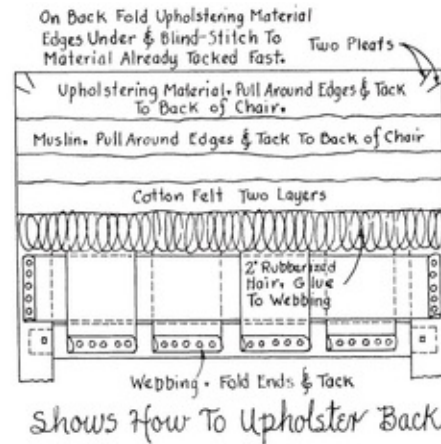 On Back Fold Upholstering Material
Edges Under & Blind-Stitch To
Material Already Tacked Fast.
Two Pleats
Upholstering Material. Pull Around Edges & Tack
To Back of Chair.
Muslin. Pull Around Edges & Tack To Back of Chair
Cotton Felt Two Layers
2" Rubberized
Hair. Glue
To Webbing
Webbing. Fold Ends & Tack
Shows How To Upholster Back